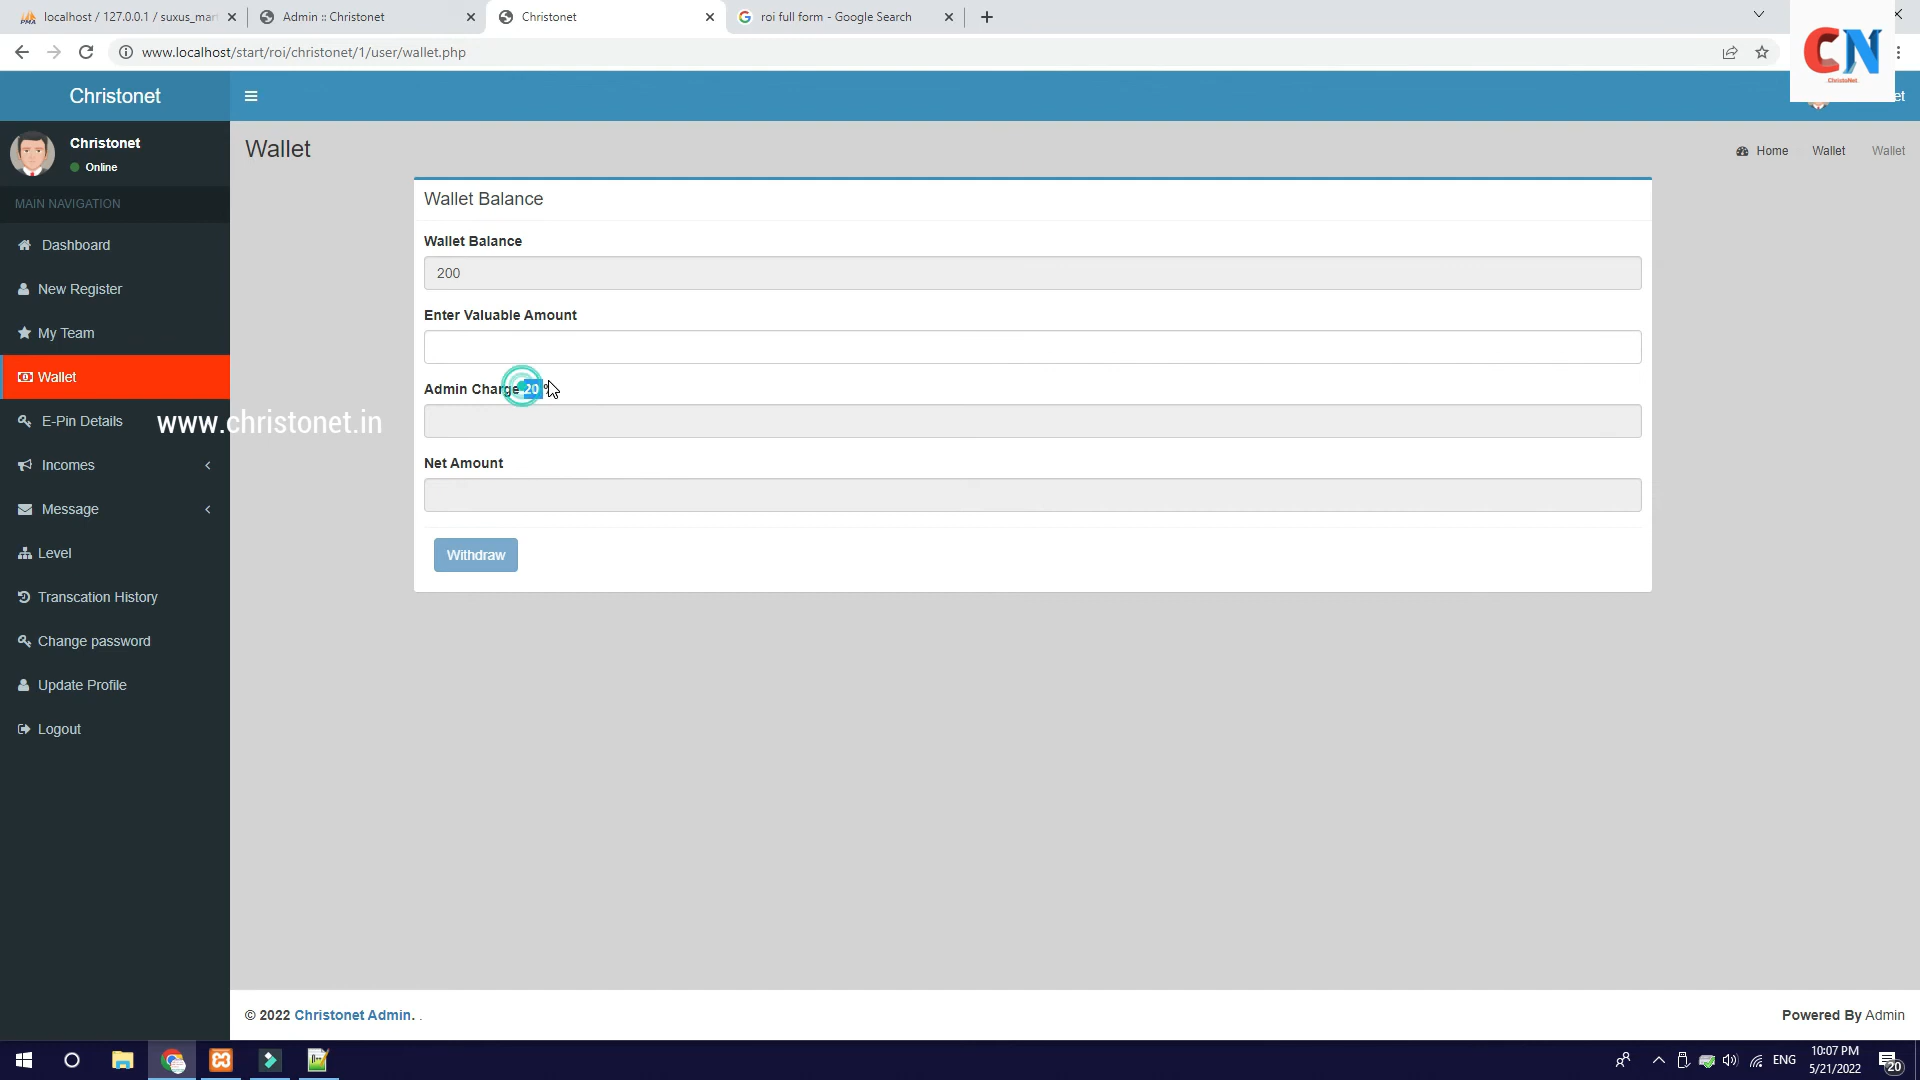 localhost / 127.0.0.1 / suxus_mar
Admin :: Christonet
Christonet
roi full form - Google Search
www.localhost/start/roi/christonet/1/user/wallet.php
CN
ChristoNet
Christonet
et
Christonet
Online
MAIN NAVIGATION
Dashboard
New Register
My Team
Wallet
E-Pin Details
Incomes
Message
Level
Transcation History
Change password
Update Profile
Logout
www.christonet.in
Wallet
Home
Wallet
Wallet
Wallet Balance
Wallet Balance
200
Enter Valuable Amount
Admin Charge 20
Net Amount
Withdraw
© 2022 Christonet Admin. .
Powered By Admin
ENG
10:07 PM
5/21/2022
20